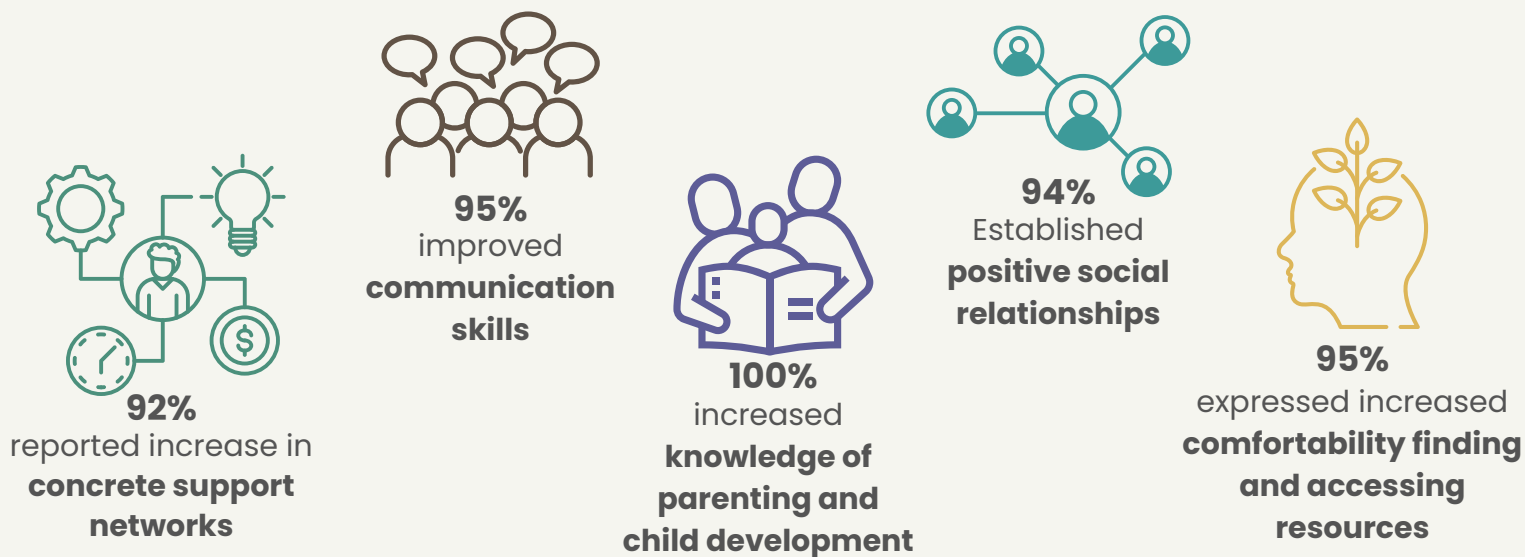 92%
reported increase in
concrete support
networks
95%
improved
communication
skills
100%
increased
knowledge of
parenting and
child development
94%
Established
positive social
relationships
95%
expressed increased
comfortability finding
and accessing
resources
$